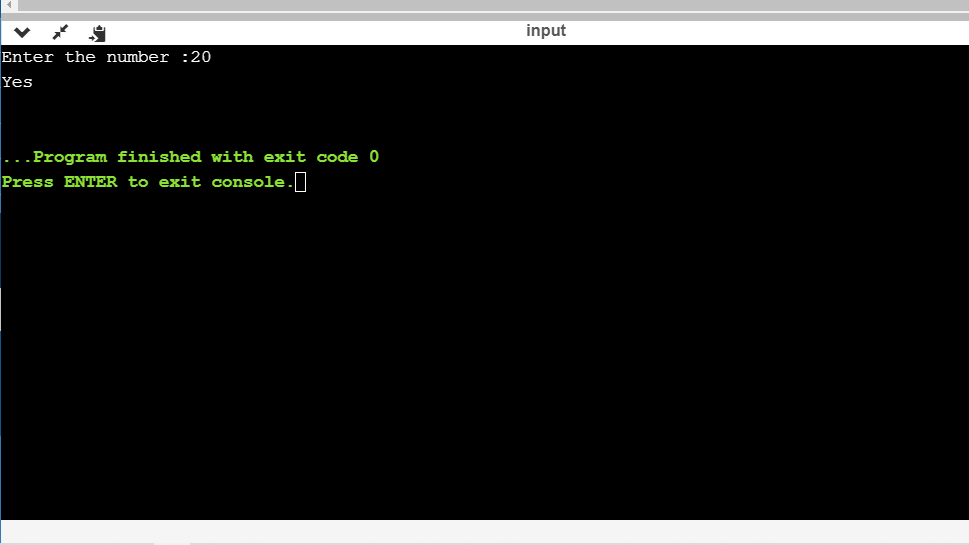 input
Enter the number :20
Yes
...Program finished with exit code 0
Press ENTER to exit console.